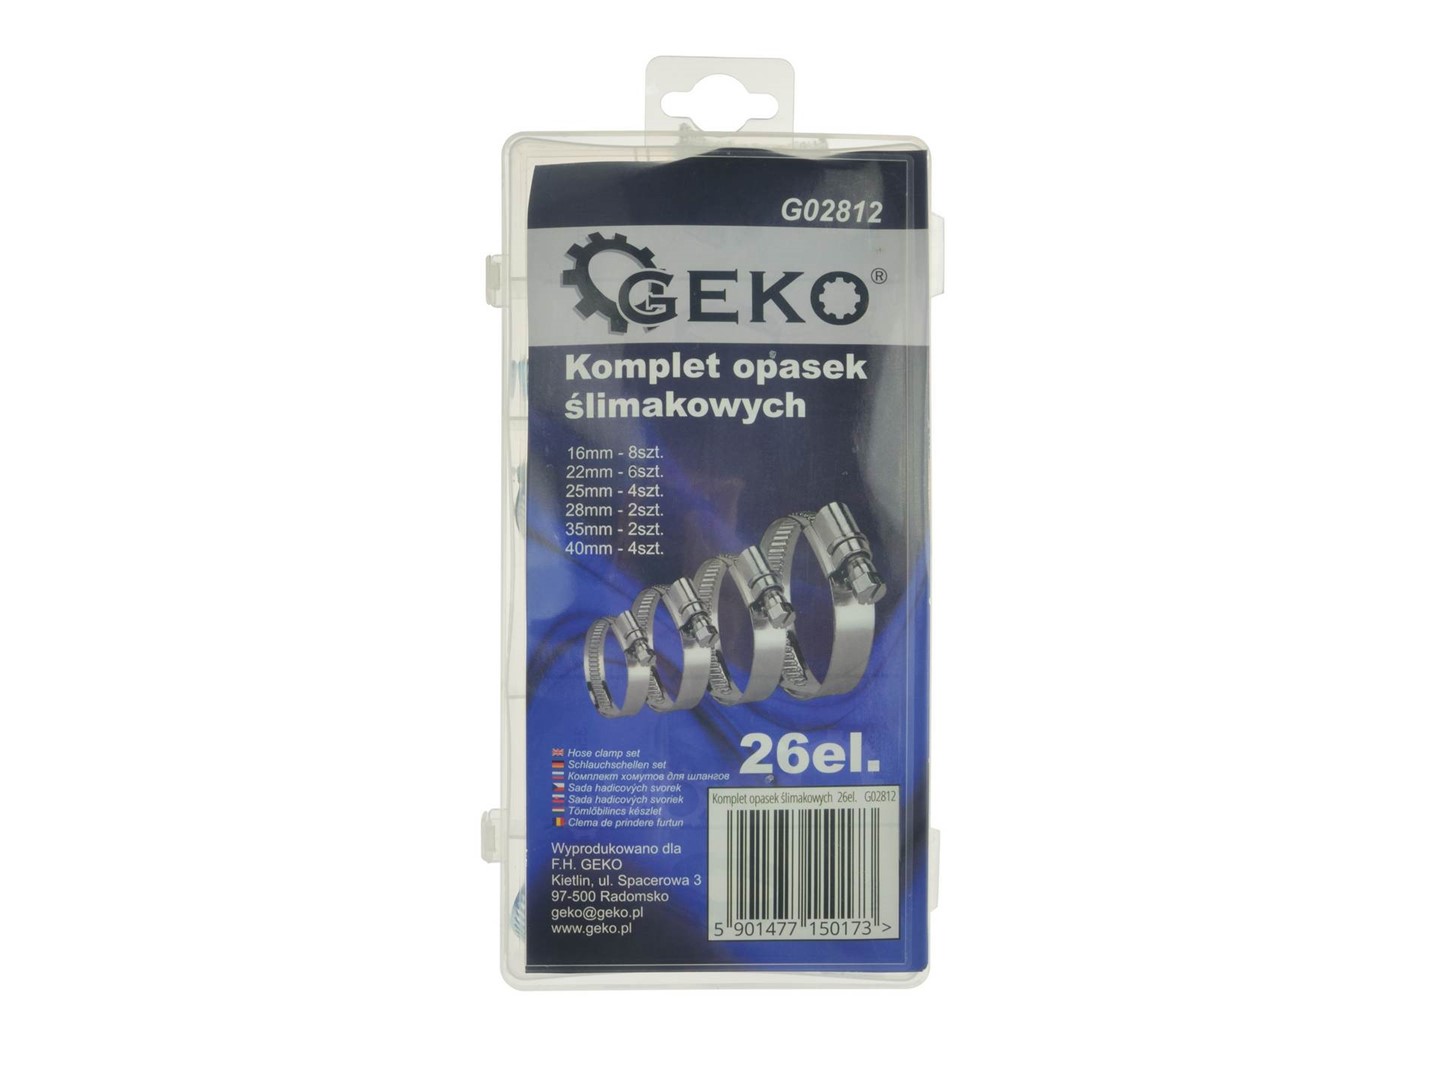 G02812
GEKO®
Komplet opasek
ślimakowych
16mm - 8szt.
22mm - 6szt.
25mm - 4szt.
28mm - 2szt.
35mm - 2szt.
40mm - 4szt.
26el.
Hose clamp set
Schlauchschellen set
Комплект хомутов для шлангов
Sada hadicových svorek
Sada hadicových svoriek
Tömlőbilincs készlet
Clema de prindere furtun
Wyprodukowano dla
F.H. GEKO
Kietlin, ul. Spacerowa 3
97-500 Radomsko
geko@geko.pl
www.geko.pl
Komplet opasek ślimakowych 26el. G02812
5 901477 150173 >